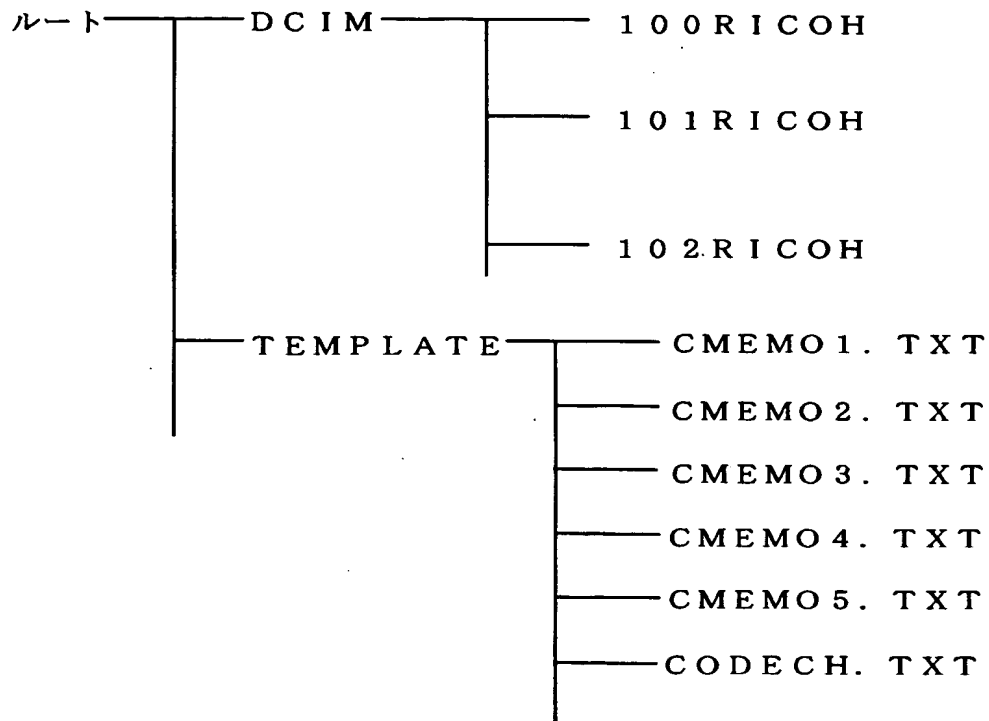 ルート DCIM 100RICOH
101RICOH
102RICOH
TEMPLATE CMEMO1. TXT
CMEMO2. TXT
CMEMO3. TXT
CMEMO4. TXT
CMEMO5. TXT
CODECH. TXT